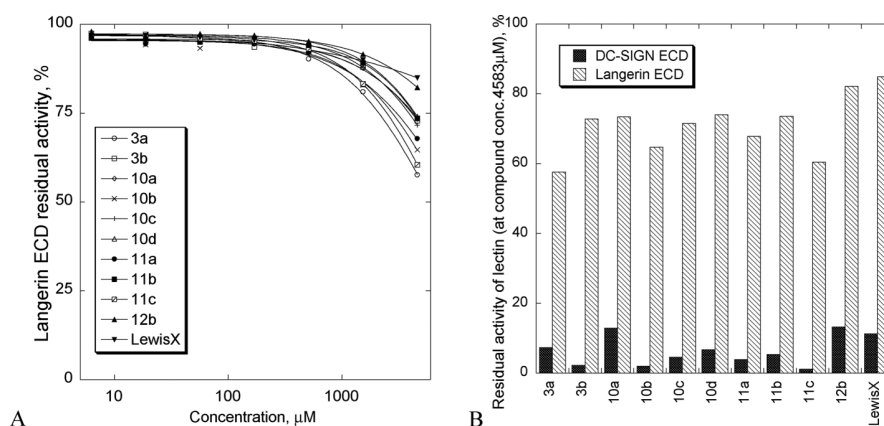 100
75
50
25
0
Langerin ECD residual activity, %
3a
3b
10a
10b
10c
10d
11a
11b
11c
12b
LewisX
10
100
1000
Concentration, μM
A
100
80
60
40
20
0
Residual activity of lectin (at compound conc.4583μM), %
DC-SIGN ECD
Langerin ECD
3a
3b
10a
10b
10c
10d
11a
11b
11c
12b
LewisX
B